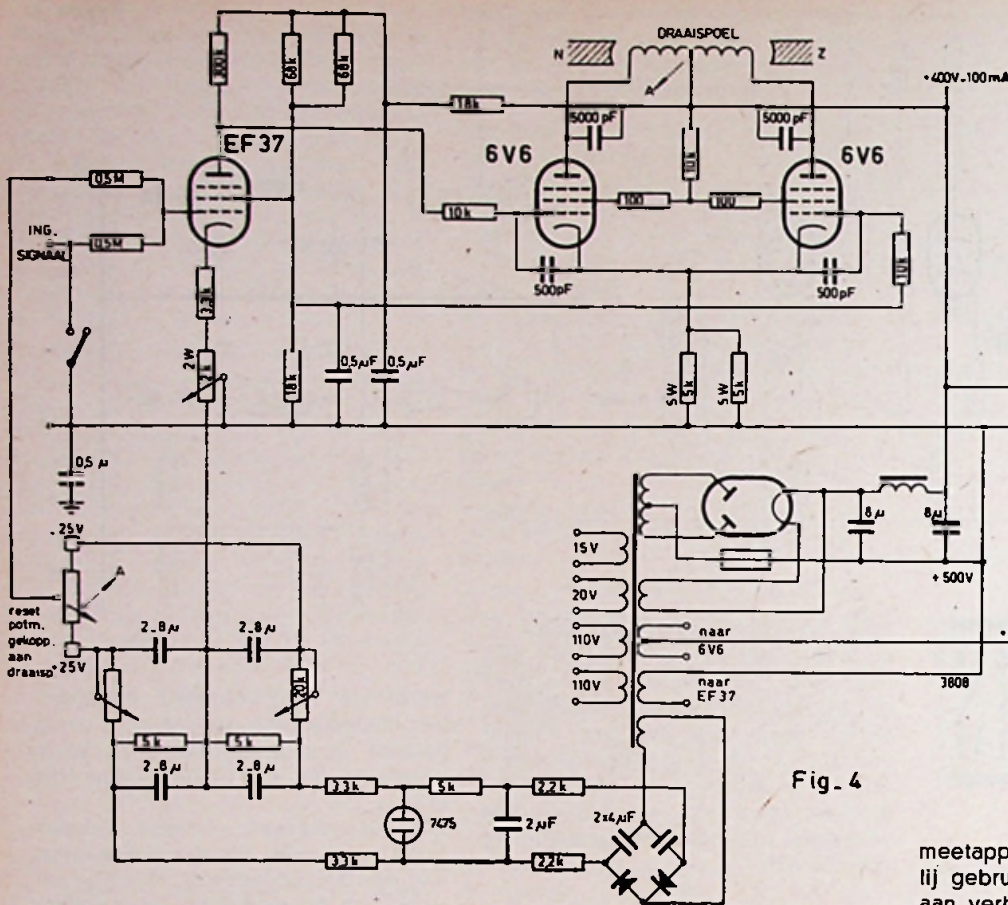 DRAAISPOEL
N
Z
A
+400V-100mA
100k
68k
68k
18k
5000 pF
5000 pF
EF37
6V6
6V6
10k
0,5M
0,5M
ING.
SIGNAAL
10k
100
100
10k
500pF
500pF
3,3k
2W
2k
18k
0,5µF
0,5µF
5W
5k
5W
5k
0,5 µ
-25V
A
reset
potm.
gekopp.
aan
draaisp
+25V
2-8µ
2-8µ
20k
5k
5k
2-8µ
2-8µ
3,3k
5k
2,2k
7475
2µF
2x4µF
3,3k
2,2k
15V
20V
110V
110V
8µ
8µ
+500V
naar
6V6
naar
EF37
3808
Fig_4
meetapp
lij gebru
aan verl